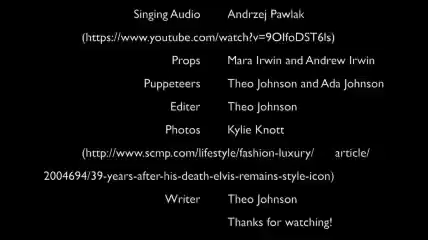 Singing Audio Andrzej Pawlak
(https://www.youtube.com/watch?v=9OIfoDST6Is)
Props Mara Irwin and Andrew Irwin
Puppeteers Theo Johnson and Ada Johnson
Editer Theo Johnson
Photos Kylie Knott
(http://www.scmp.com/lifestyle/fashion-luxury/ article/
2004694/39-years-after-his-death-elvis-remains-style-icon)
Writer Theo Johnson
Thanks for watching!